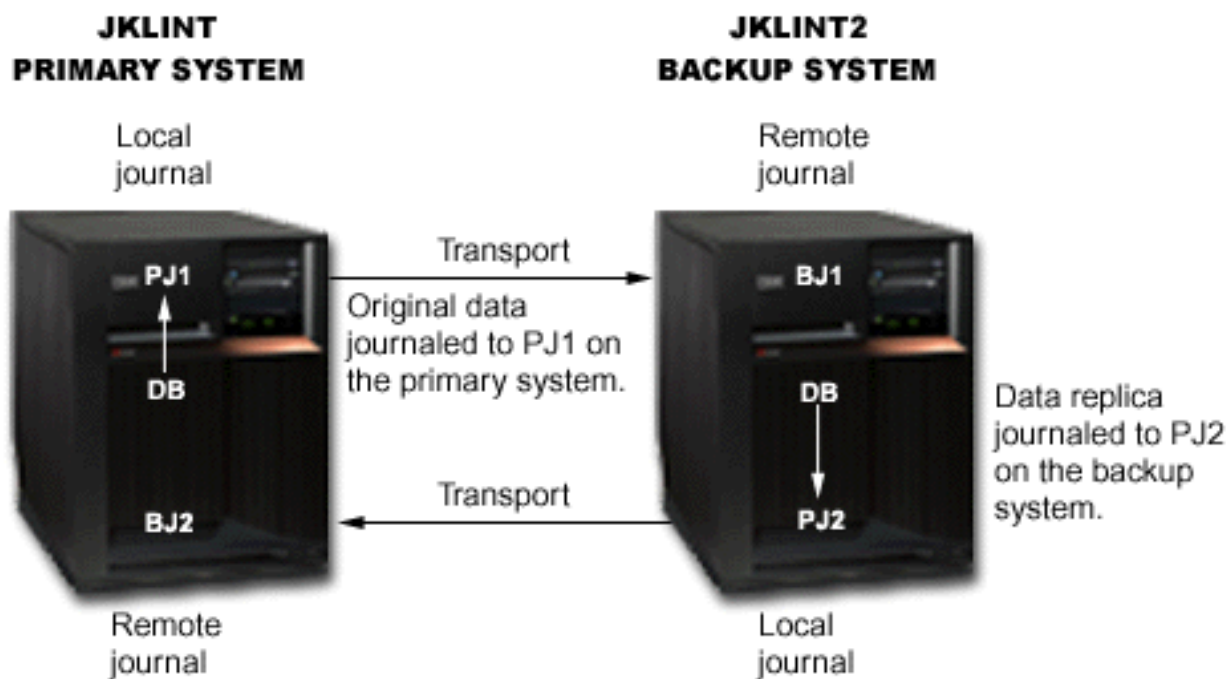 JKLINT
PRIMARY SYSTEM
JKLINT2
BACKUP SYSTEM
Local
journal
Remote
journal
PJ1
DB
BJ2
Transport
Original data
journaled to PJ1 on
the primary system.
Transport
BJ1
DB
PJ2
Data replica
journaled to PJ2
on the backup
system.
Remote
journal
Local
journal